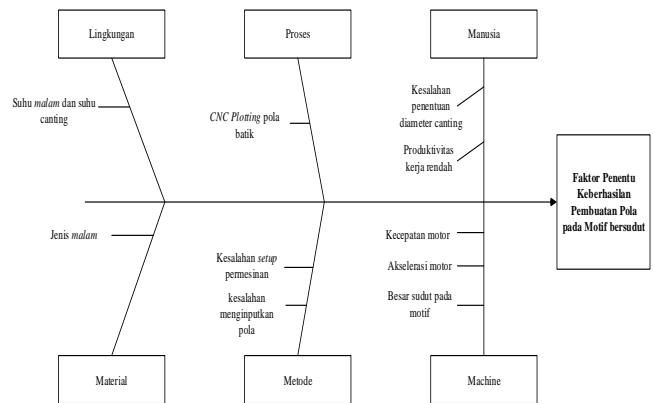 Lingkungan
Proses
Manusia
Suhu malam dan suhu
canting
CNC Plotting pola
batik
Kesalahan
penentuan
diameter canting
Produktivitas
kerja rendah
Faktor Penentu
Keberhasilan
Pembuatan Pola
pada Motif bersudut
Jenis malam
Kesalahan setup
permesinan
kesalahan
menginputkan
pola
Kecepatan motor
Akselerasi motor
Besar sudut pada
motif
Material
Metode
Machine